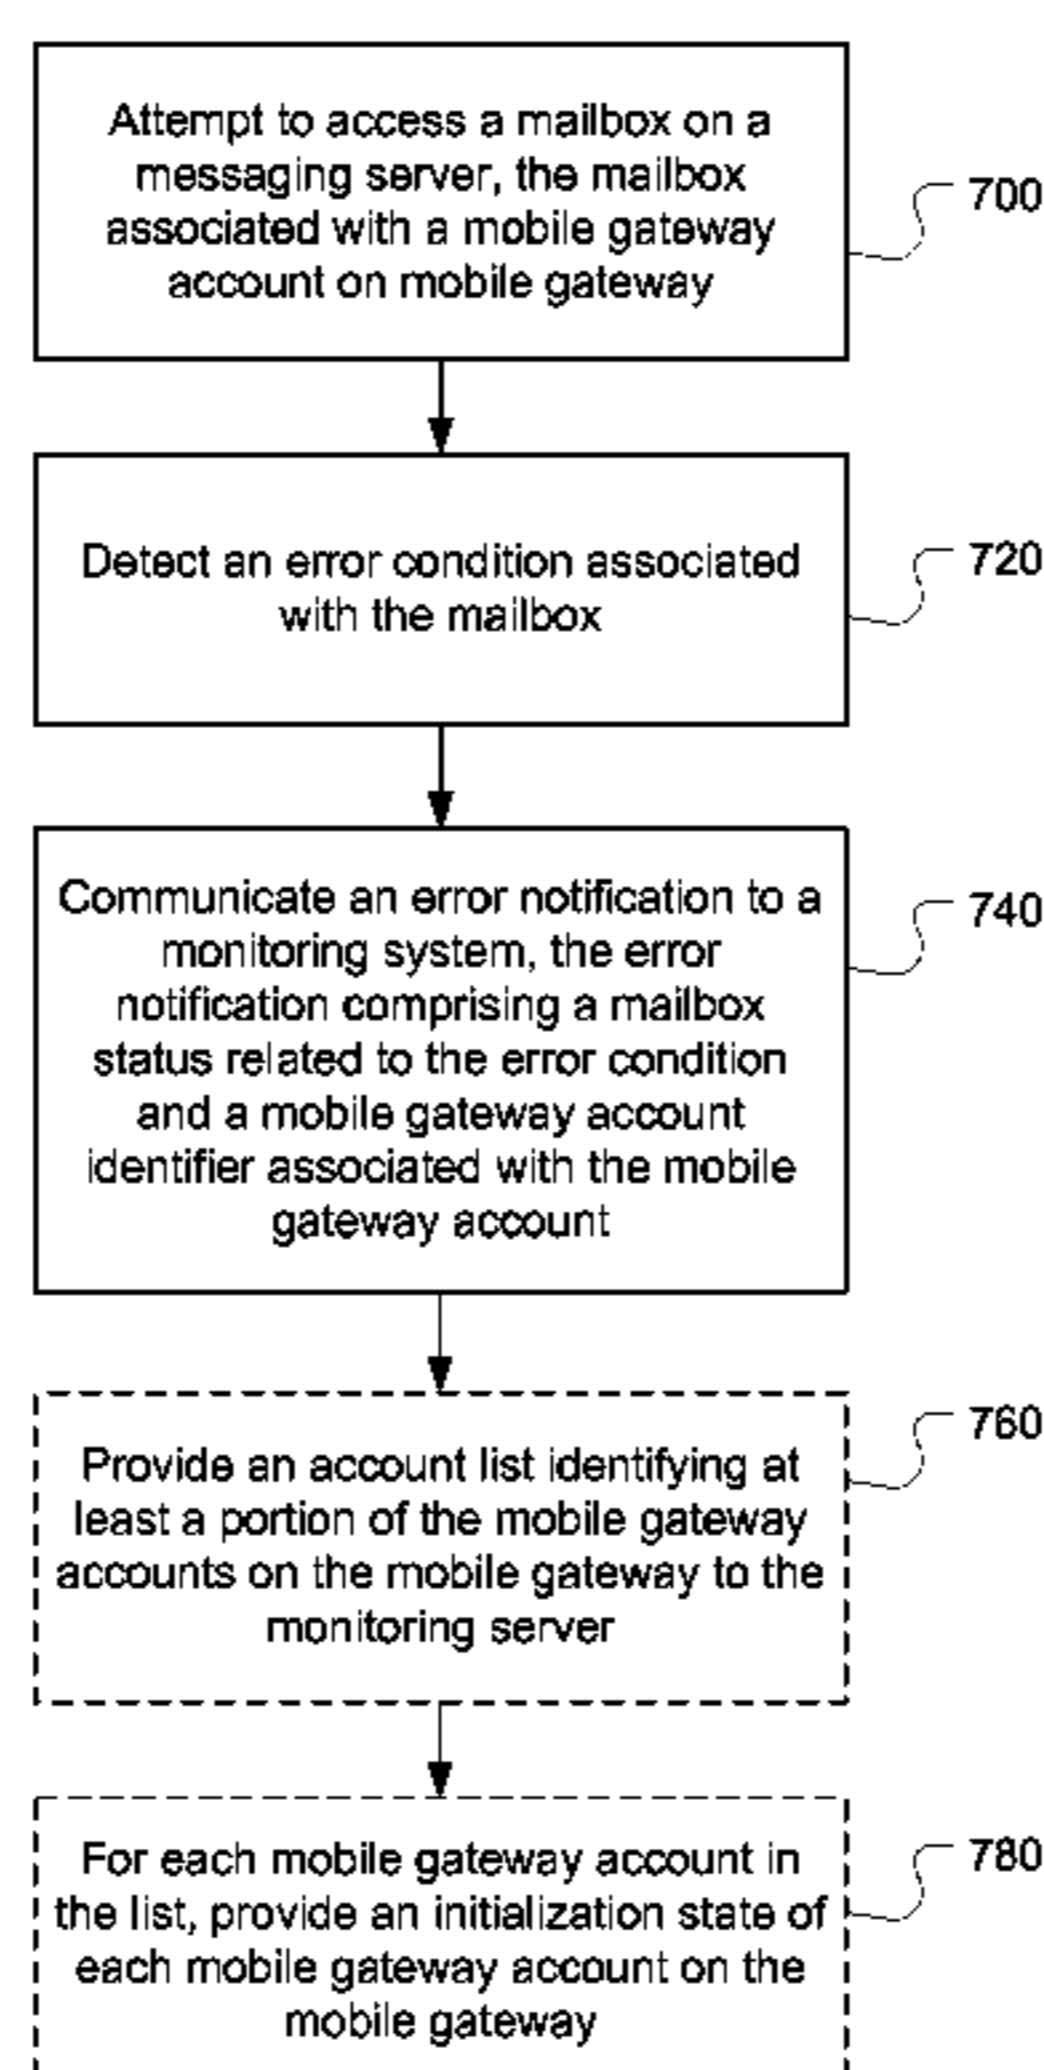 Attempt to access a mailbox on a
messaging server, the mailbox
associated with a mobile gateway
account on mobile gateway
700
Detect an error condition associated
with the mailbox
720
Communicate an error notification to a
monitoring system, the error
notification comprising a mailbox
status related to the error condition
and a mobile gateway account
identifier associated with the mobile
gateway account
740
Provide an account list identifying at
least a portion of the mobile gateway
accounts on the mobile gateway to the
monitoring server
760
For each mobile gateway account in
the list, provide an initialization state of
each mobile gateway account on the
mobile gateway
780